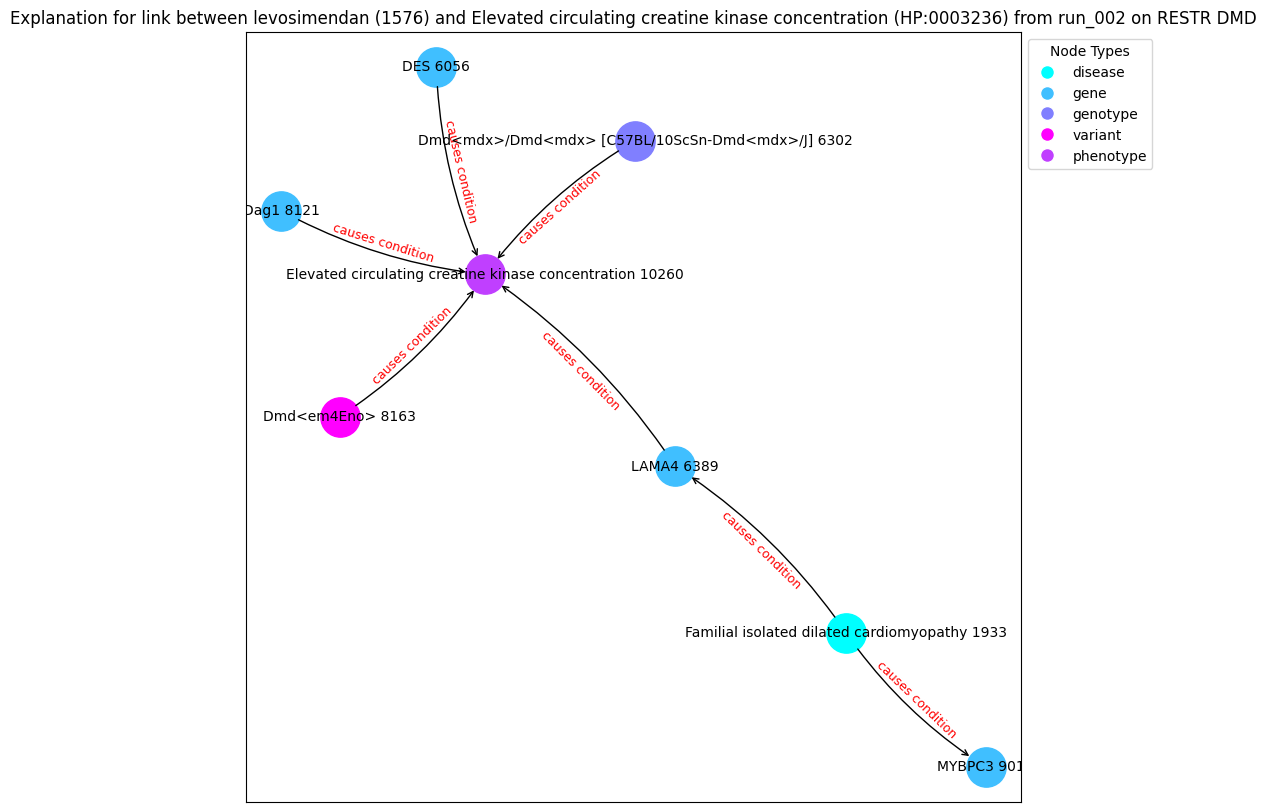 Explanation for link between levosimendan (1576) and Elevated circulating creatine kinase concentration (HP:0003236) from run_002 on RESTR DMD
Node Types
disease
gene
genotype
variant
phenotype
DES 6056
causes condition
Dmd<mdx>/Dmd<mdx> [C57BL/10ScSn-Dmd<mdx>/J] 6302
causes condition
Dag1 8121
causes condition
Elevated circulating creatine kinase concentration 10260
causes condition
causes condition
Dmd<em4Eno> 8163
LAMA4 6389
causes condition
Familial isolated dilated cardiomyopathy 1933
causes condition
MYBPC3 901